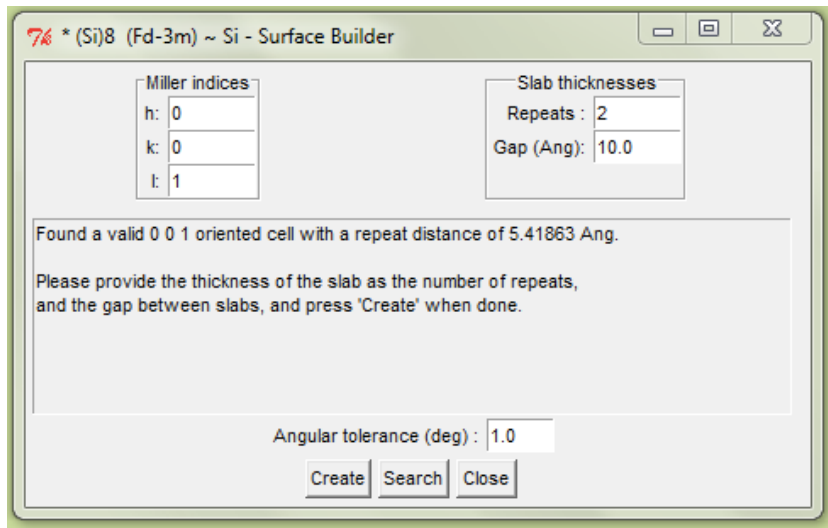 * (Si)8 (Fd-3m) ~ Si - Surface Builder
Miller indices
h: 0
k: 0
l: 1
Slab thicknesses
Repeats : 2
Gap (Ang): 10.0
Found a valid 0 0 1 oriented cell with a repeat distance of 5.41863 Ang.
Please provide the thickness of the slab as the number of repeats,
and the gap between slabs, and press 'Create' when done.
Angular tolerance (deg) : 1.0
Create Search Close